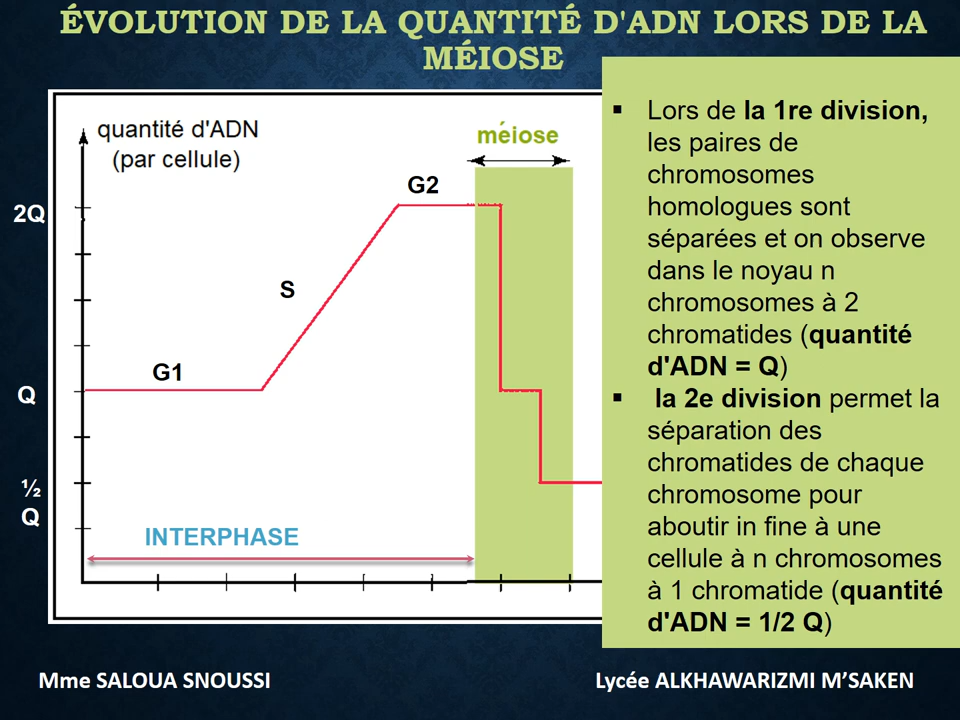 ÉVOLUTION DE LA QUANTITÉ D'ADN LORS DE LA
MÉIOSE
quantité d'ADN
(par cellule)
méiose
G2
2Q
S
G1
Q
½
Q
INTERPHASE
▪ Lors de la 1re division,
les paires de
chromosomes
homologues sont
séparées et on observe
dans le noyau n
chromosomes à 2
chromatides (quantité
d'ADN = Q)
▪ la 2e division permet la
séparation des
chromatides de chaque
chromosome pour
aboutir in fine à une
cellule à n chromosomes
à 1 chromatide (quantité
d'ADN = 1/2 Q)
Mme SALOUA SNOUSSI
Lycée ALKHAWARIZMI M’SAKEN